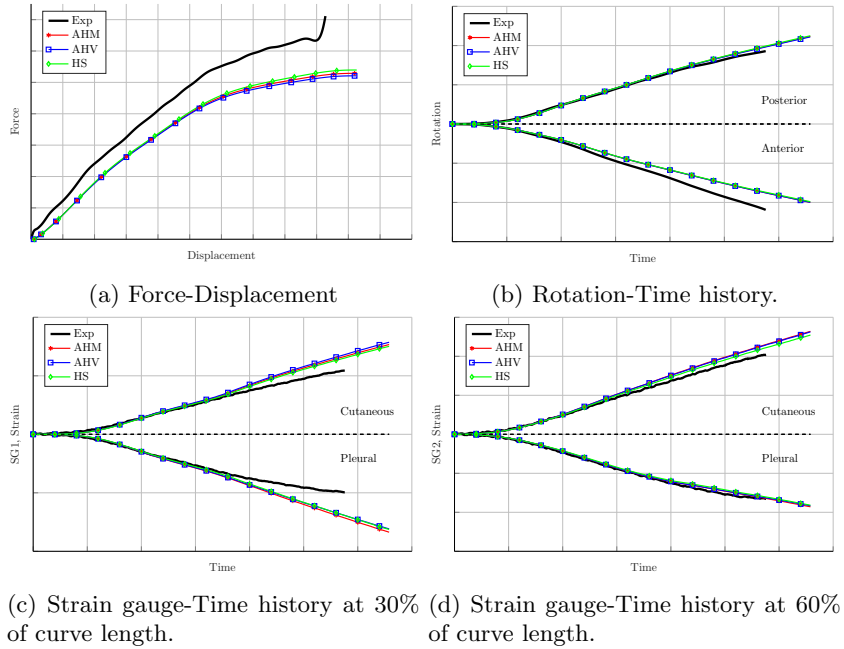 Exp
AHM
AHV
HS
Force
Displacement
(a) Force-Displacement
Exp
AHM
AHV
HS
Rotation
Posterior
Anterior
Time
(b) Rotation-Time history.
Exp
AHM
AHV
HS
SG1, Strain
Cutaneous
Pleural
Time
(c) Strain gauge-Time history at 30%
of curve length.
Exp
AHM
AHV
HS
SG2, Strain
Cutaneous
Pleural
Time
(d) Strain gauge-Time history at 60%
of curve length.